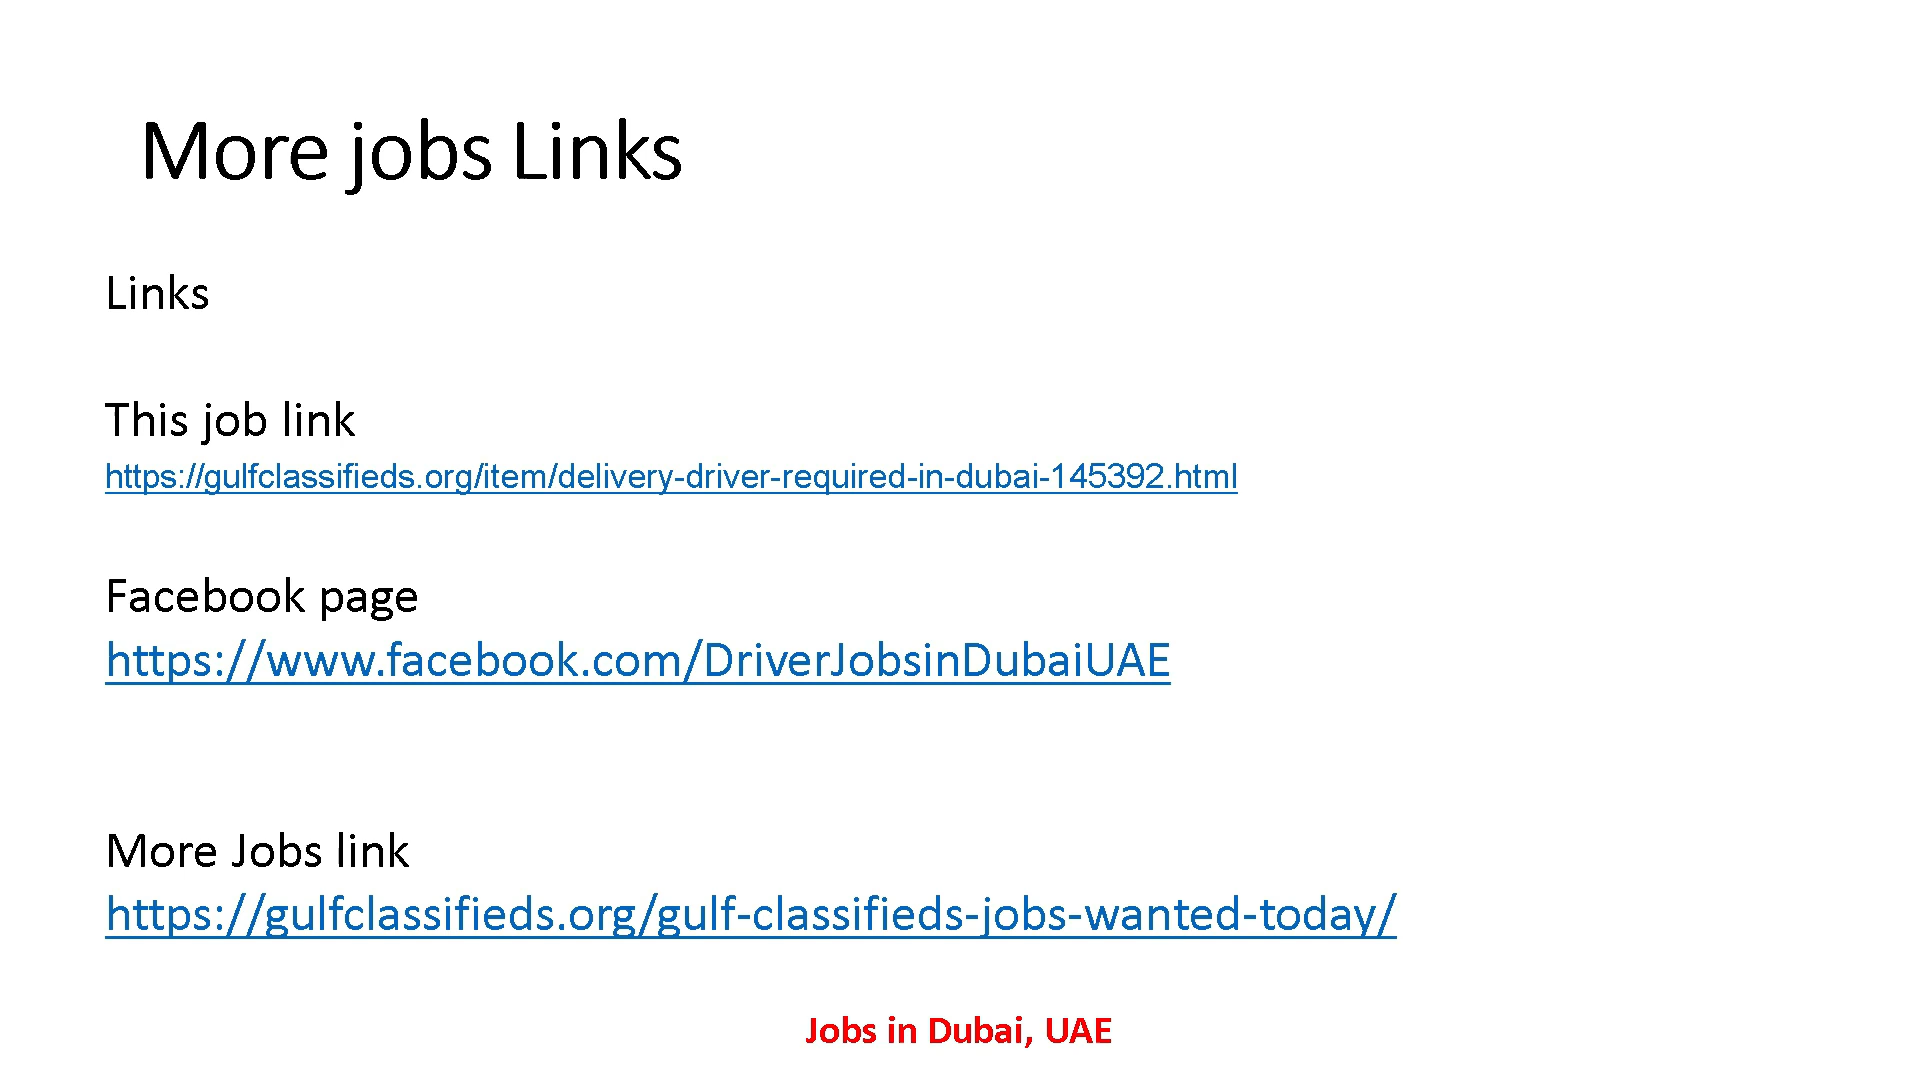 More jobs Links
Links
This job link
https://gulfclassifieds.org/item/delivery-driver-required-in-dubai-145392.html
Facebook page
https://www.facebook.com/DriverJobsinDubaiUAE
More Jobs link
https://gulfclassifieds.org/gulf-classifieds-jobs-wanted-today/
Jobs in Dubai, UAE